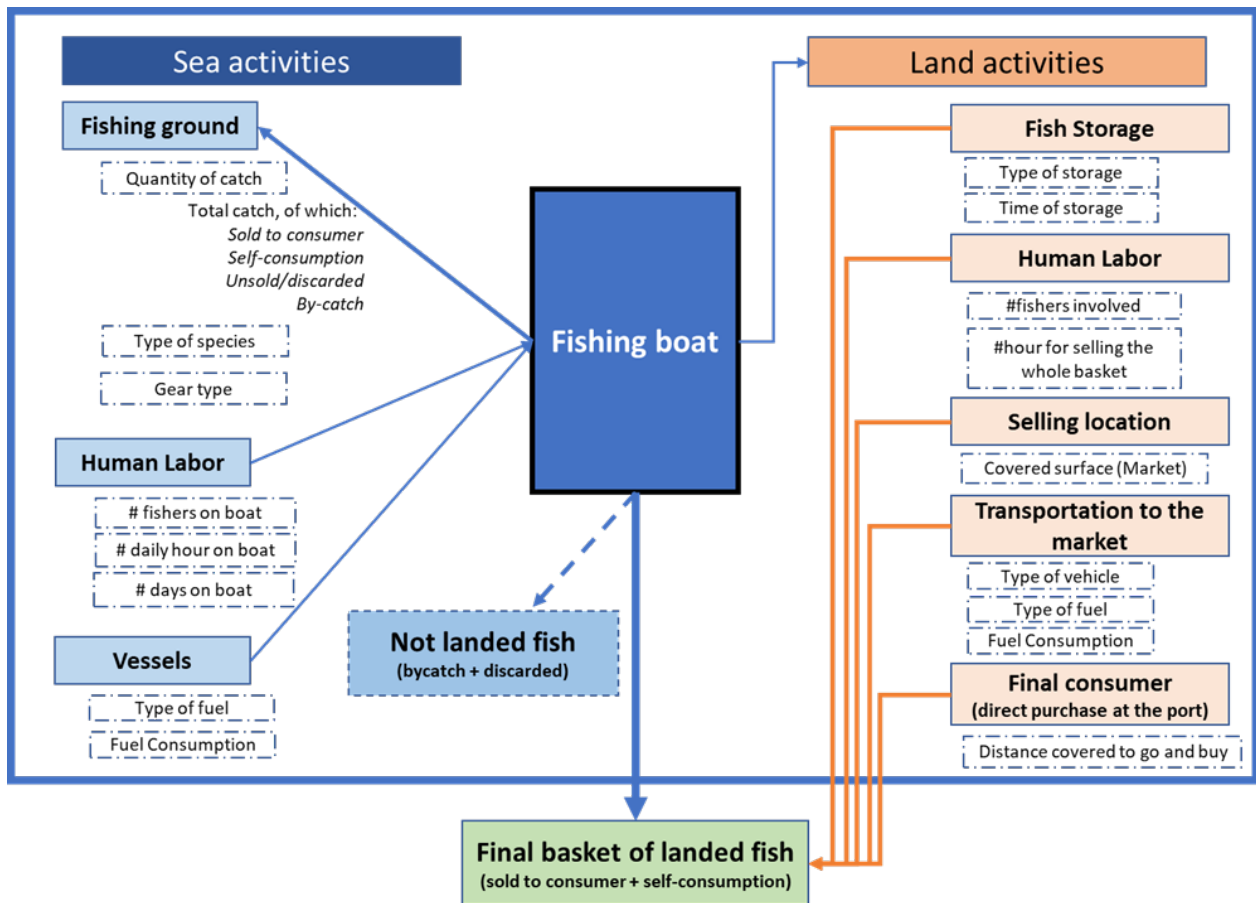 Sea activities
Fishing ground
Quantity of catch
Total catch, of which:
Sold to consumer
Self-consumption
Unsold/discarded
By-catch
Type of species
Gear type
Human Labor
# fishers on boat
# daily hour on boat
# days on boat
Vessels
Type of fuel
Fuel Consumption
Fishing boat
Not landed fish
(bycatch + discarded)
Land activities
Fish Storage
Type of storage
Time of storage
Human Labor
#fishers involved
#hour for selling the
whole basket
Selling location
Covered surface (Market)
Transportation to the
market
Type of vehicle
Type of fuel
Fuel Consumption
Final consumer
(direct purchase at the port)
Distance covered to go and buy
Final basket of landed fish
(sold to consumer + self-consumption)